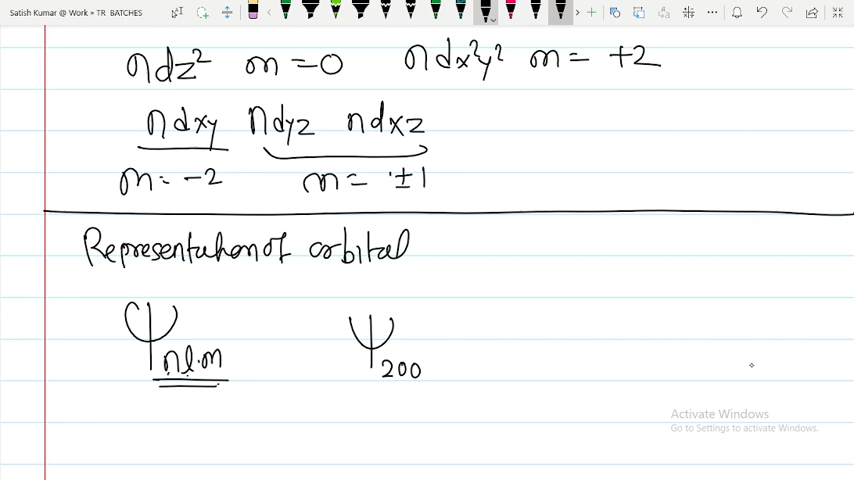 Satish Kumar @ Work » TR BATCHES
ndz² m = 0 ndx²y² m = +2
ndxy ndyz ndxz
m = -2 m = ±1
Representation of orbital
ψnl.m ψ200
Activate Windows
Go to Settings to activate Windows.